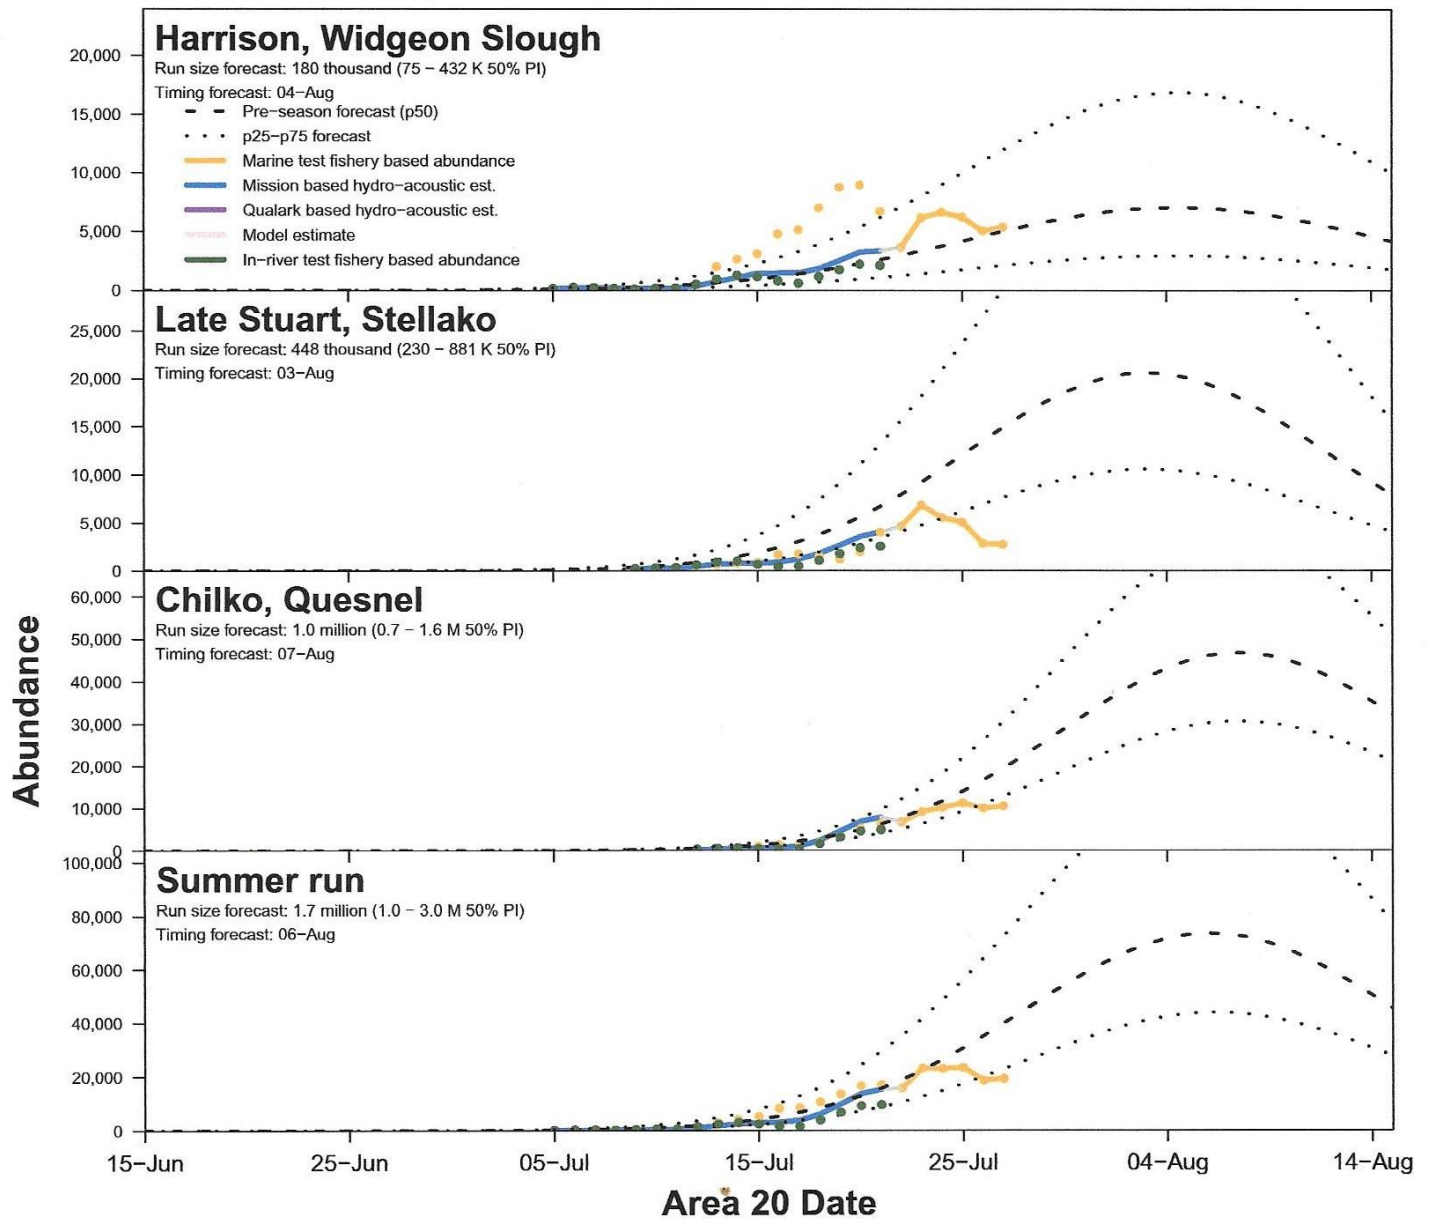 Harrison, Widgeon Slough
Run size forecast: 180 thousand (75 − 432 K 50% PI)
Timing forecast: 04−Aug
Pre−season forecast (p50)
p25−p75 forecast
Marine test fishery based abundance
Mission based hydro−acoustic est.
Qualark based hydro−acoustic est.
Model estimate
In−river test fishery based abundance
20,000
15,000
10,000
5,000
0
Late Stuart, Stellako
Run size forecast: 448 thousand (230 − 881 K 50% PI)
Timing forecast: 03−Aug
25,000
20,000
15,000
10,000
5,000
0
Chilko, Quesnel
Run size forecast: 1.0 million (0.7 − 1.6 M 50% PI)
Timing forecast: 07−Aug
60,000
50,000
40,000
30,000
20,000
10,000
0
Summer run
Run size forecast: 1.7 million (1.0 − 3.0 M 50% PI)
Timing forecast: 06−Aug
100,000
80,000
60,000
40,000
20,000
0
Abundance
15−Jun 25−Jun 05−Jul 15−Jul 25−Jul 04−Aug 14−Aug
Area 20 Date